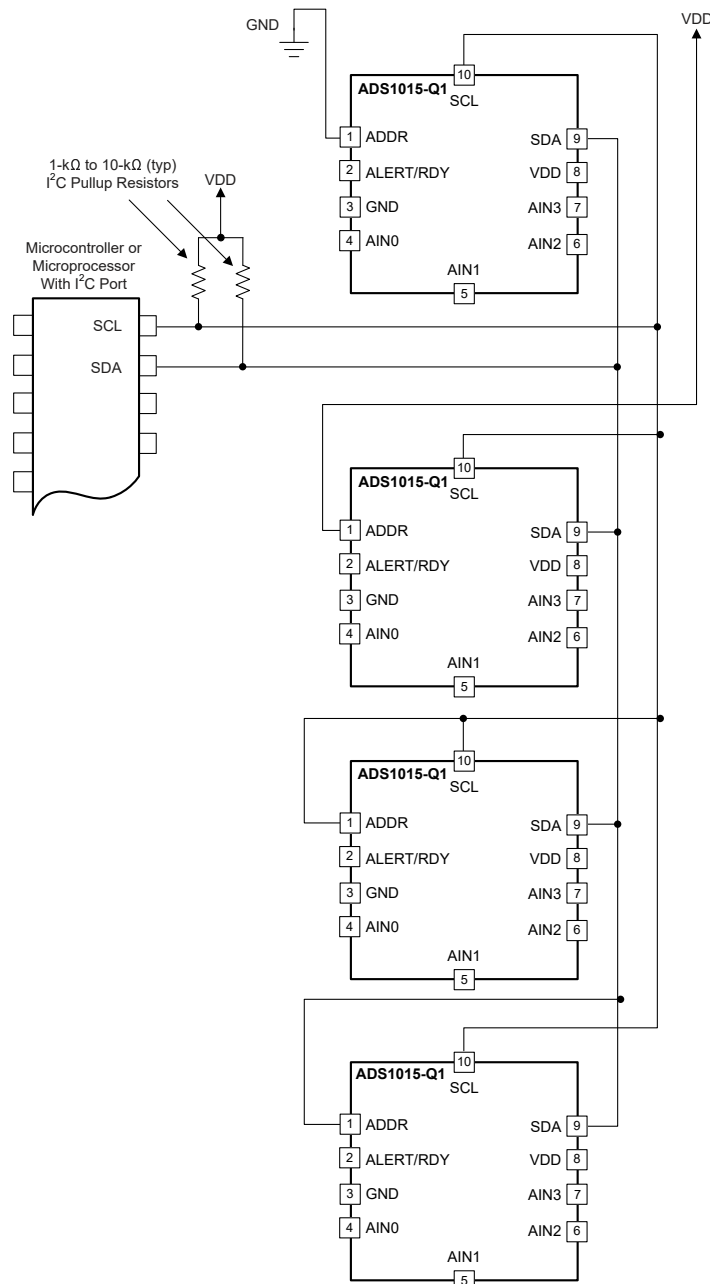 GND
VDD
10
ADS1015-Q1
SCL
1 ADDR
SDA 9
2 ALERT/RDY
VDD 8
3 GND
AIN3 7
4 AIN0
AIN2 6
AIN1
5
1-kΩ to 10-kΩ (typ)
I²C Pullup Resistors
VDD
Microcontroller or
Microprocessor
With I²C Port
SCL
SDA
10
ADS1015-Q1
SCL
1 ADDR
SDA 9
2 ALERT/RDY
VDD 8
3 GND
AIN3 7
4 AIN0
AIN2 6
AIN1
5
10
ADS1015-Q1
SCL
1 ADDR
SDA 9
2 ALERT/RDY
VDD 8
3 GND
AIN3 7
4 AIN0
AIN2 6
AIN1
5
10
ADS1015-Q1
SCL
1 ADDR
SDA 9
2 ALERT/RDY
VDD 8
3 GND
AIN3 7
4 AIN0
AIN2 6
AIN1
5